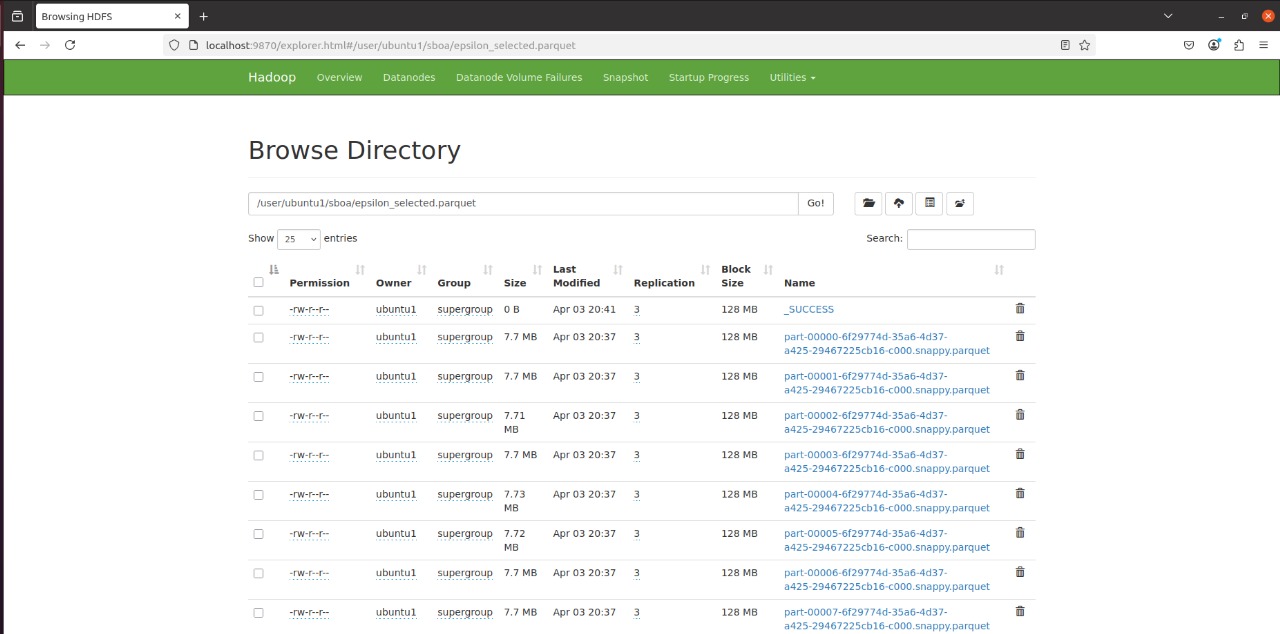 Browsing HDFS
localhost:9870/explorer.html#/user/ubuntu1/sboa/epsilon_selected.parquet
Hadoop Overview Datanodes Datanode Volume Failures Snapshot Startup Progress Utilities
Browse Directory
/user/ubuntu1/sboa/epsilon_selected.parquet Go!
Show 25 entries Search:
Permission Owner Group Size Last Modified Replication Block Size Name
-rw-r--r-- ubuntu1 supergroup 0 B Apr 03 20:41 3 128 MB _SUCCESS
-rw-r--r-- ubuntu1 supergroup 7.7 MB Apr 03 20:37 3 128 MB part-00000-6f29774d-35a6-4d37-
a425-29467225cb16-c000.snappy.parquet
-rw-r--r-- ubuntu1 supergroup 7.7 MB Apr 03 20:37 3 128 MB part-00001-6f29774d-35a6-4d37-
a425-29467225cb16-c000.snappy.parquet
-rw-r--r-- ubuntu1 supergroup 7.71 MB Apr 03 20:37 3 128 MB part-00002-6f29774d-35a6-4d37-
a425-29467225cb16-c000.snappy.parquet
-rw-r--r-- ubuntu1 supergroup 7.7 MB Apr 03 20:37 3 128 MB part-00003-6f29774d-35a6-4d37-
a425-29467225cb16-c000.snappy.parquet
-rw-r--r-- ubuntu1 supergroup 7.73 MB Apr 03 20:37 3 128 MB part-00004-6f29774d-35a6-4d37-
a425-29467225cb16-c000.snappy.parquet
-rw-r--r-- ubuntu1 supergroup 7.72 MB Apr 03 20:37 3 128 MB part-00005-6f29774d-35a6-4d37-
a425-29467225cb16-c000.snappy.parquet
-rw-r--r-- ubuntu1 supergroup 7.7 MB Apr 03 20:37 3 128 MB part-00006-6f29774d-35a6-4d37-
a425-29467225cb16-c000.snappy.parquet
-rw-r--r-- ubuntu1 supergroup 7.7 MB Apr 03 20:37 3 128 MB part-00007-6f29774d-35a6-4d37-
a425-29467225cb16-c000.snappy.parquet